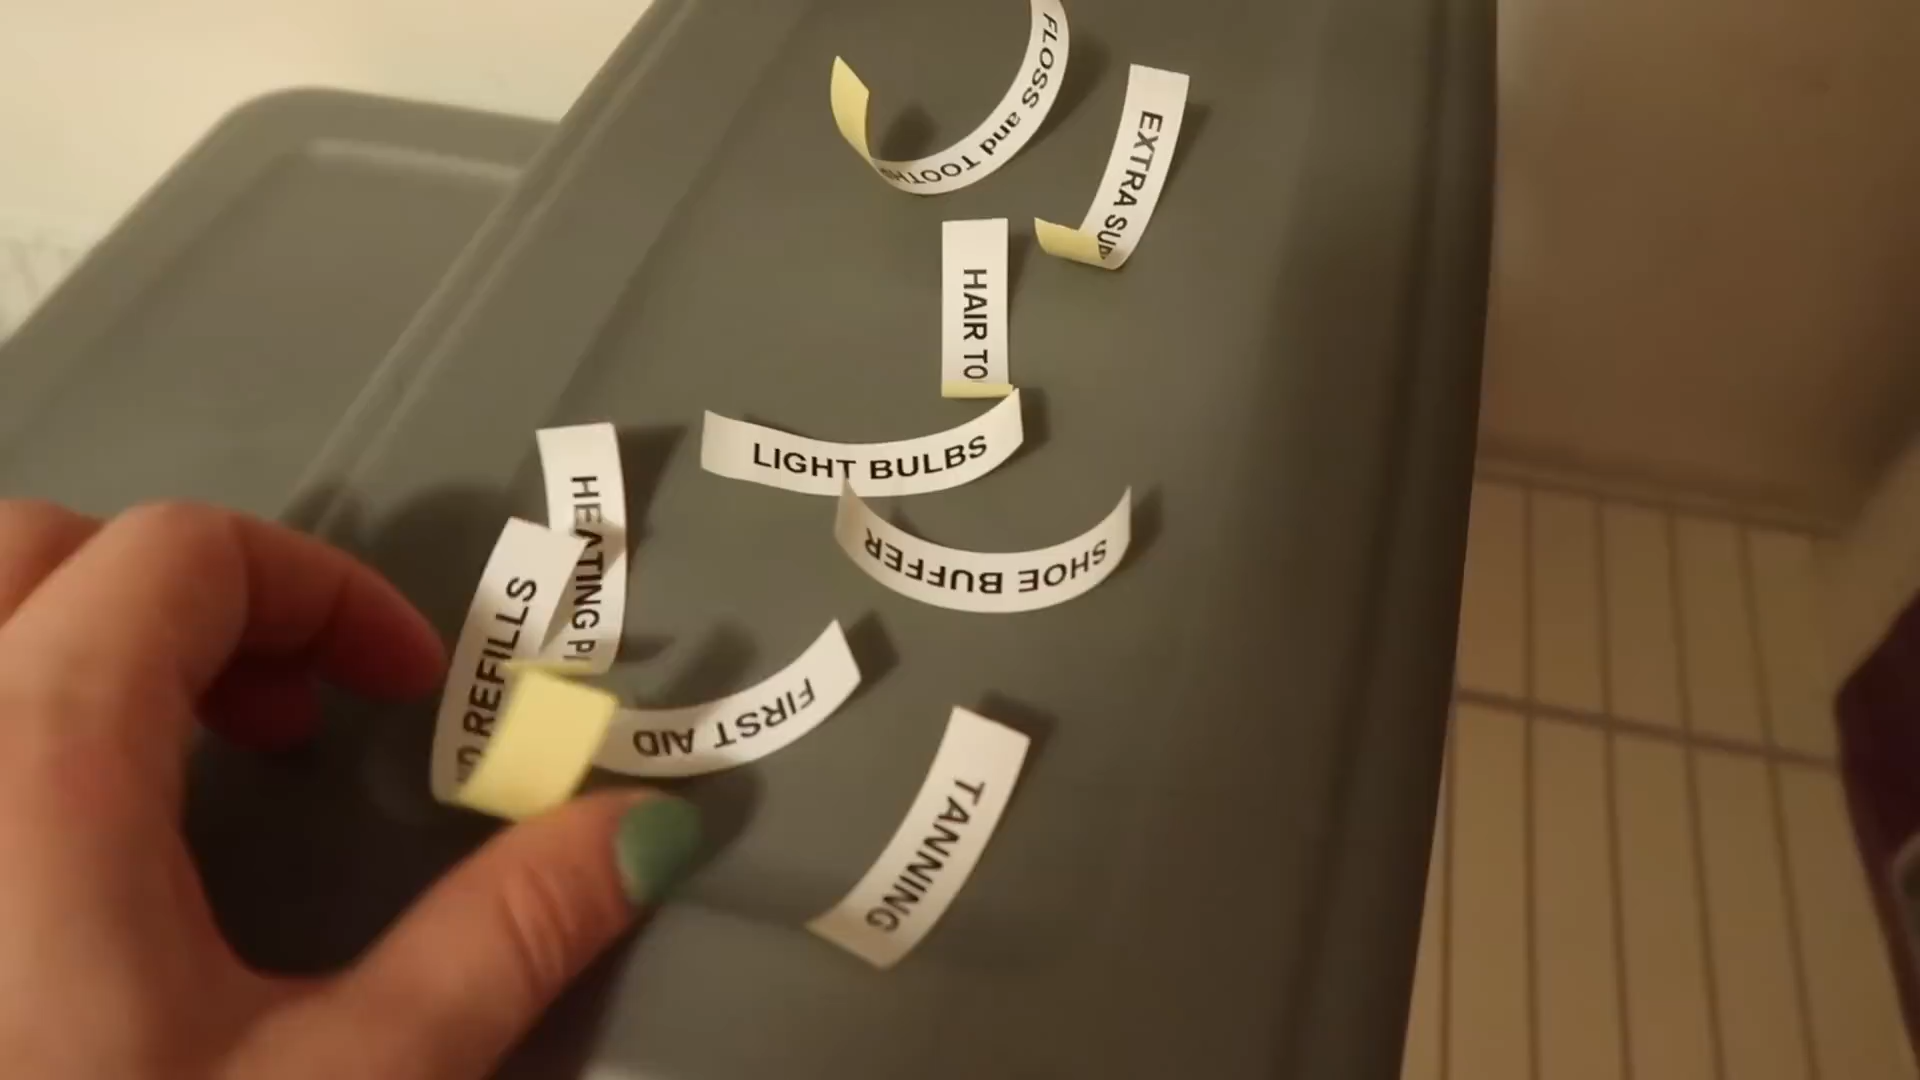 FLOSS and TOOTH
EXTRA SU
HAIR TO
LIGHT BULBS
HEATING
SHOE BUFFER
REFILLS
FIRST AID
TANNING